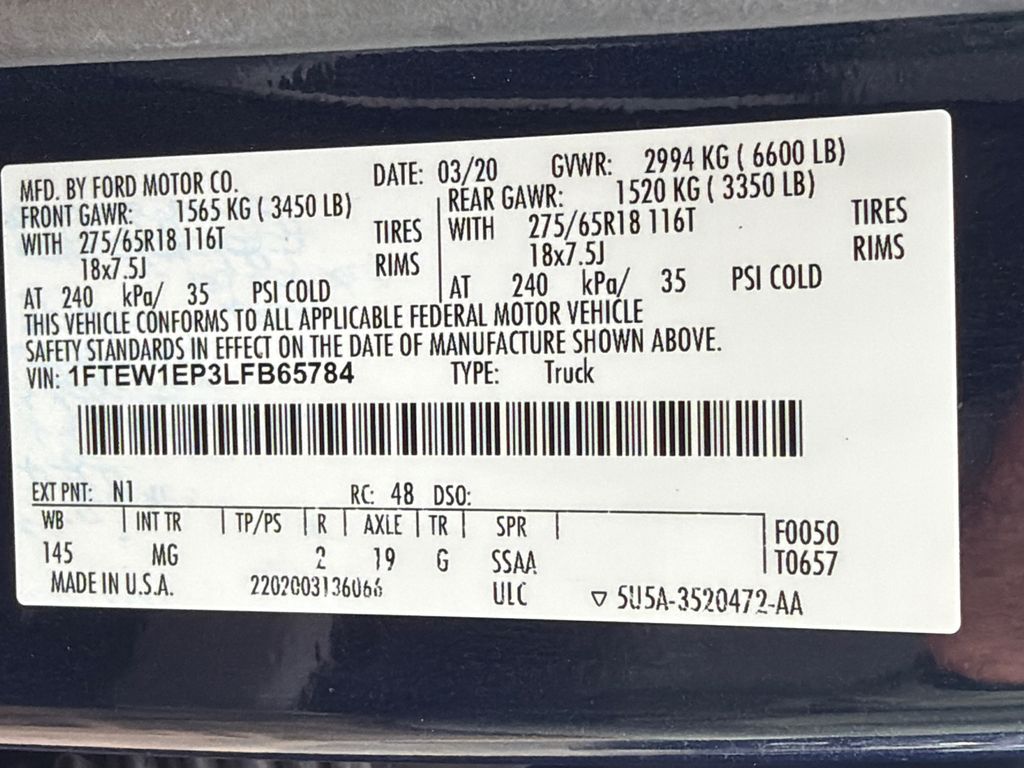 MFD. BY FORD MOTOR CO. DATE: 03/20 GVWR: 2994 KG ( 6600 LB)
FRONT GAWR: 1565 KG ( 3450 LB) REAR GAWR: 1520 KG ( 3350 LB)
WITH 275/65R18 116T TIRES WITH 275/65R18 116T TIRES
18x7.5J RIMS 18x7.5J RIMS
AT 240 kPa/ 35 PSI COLD AT 240 kPa/ 35 PSI COLD
THIS VEHICLE CONFORMS TO ALL APPLICABLE FEDERAL MOTOR VEHICLE
SAFETY STANDARDS IN EFFECT ON THE DATE OF MANUFACTURE SHOWN ABOVE.
VIN: 1FTEW1EP3LFB65784 TYPE: Truck
EXT PNT: N1 RC: 48 DSO:
WB INT TR TP/PS R AXLE TR SPR F0050
145 MG 2 19 G SSAA T0657
MADE IN U.S.A. 2202003136066 ULC ▽ 5U5A-3520472-AA